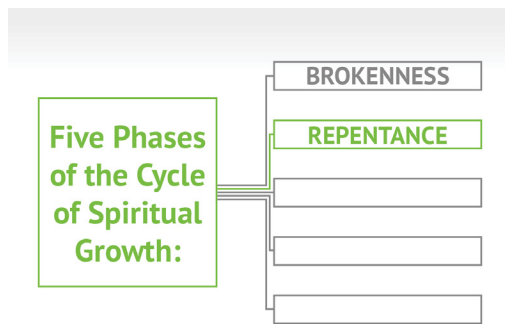 BROKENNESS
REPENTANCE
Five Phases
of the Cycle
of Spiritual
Growth: